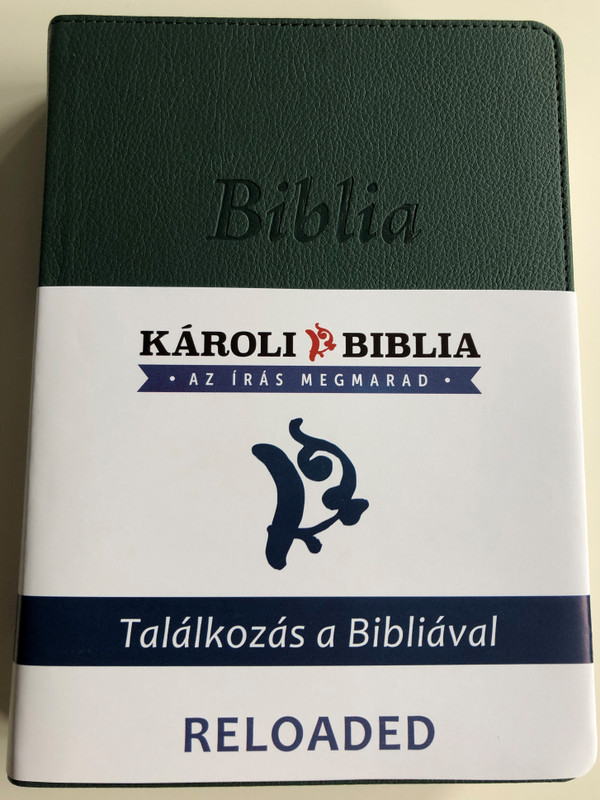 Biblia
KÁROLI BIBLIA
• AZ ÍRÁS MEGMARAD •
Találkozás a Bibliával
RELOADED